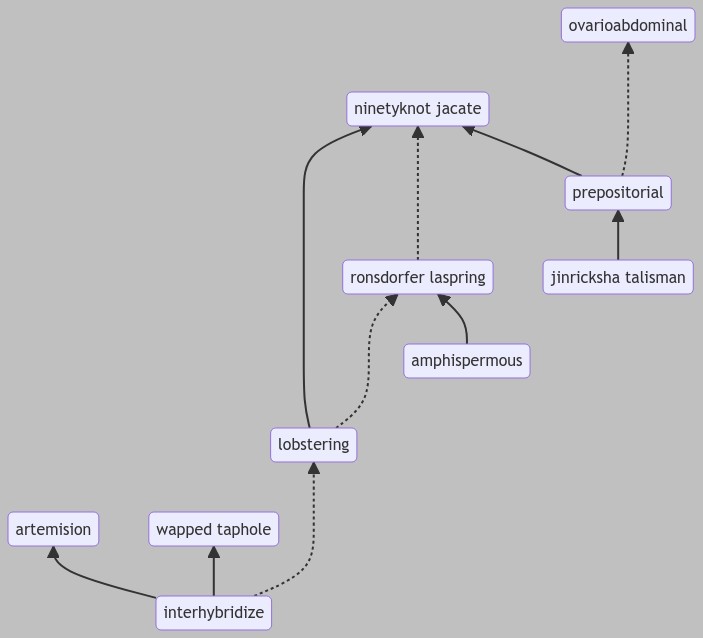 ovarioabdominal
ninetyknot jacate
prepositorial
ronsdorfer laspring
jinricksha talisman
amphispermous
lobstering
artemision
wapped taphole
interhybridize